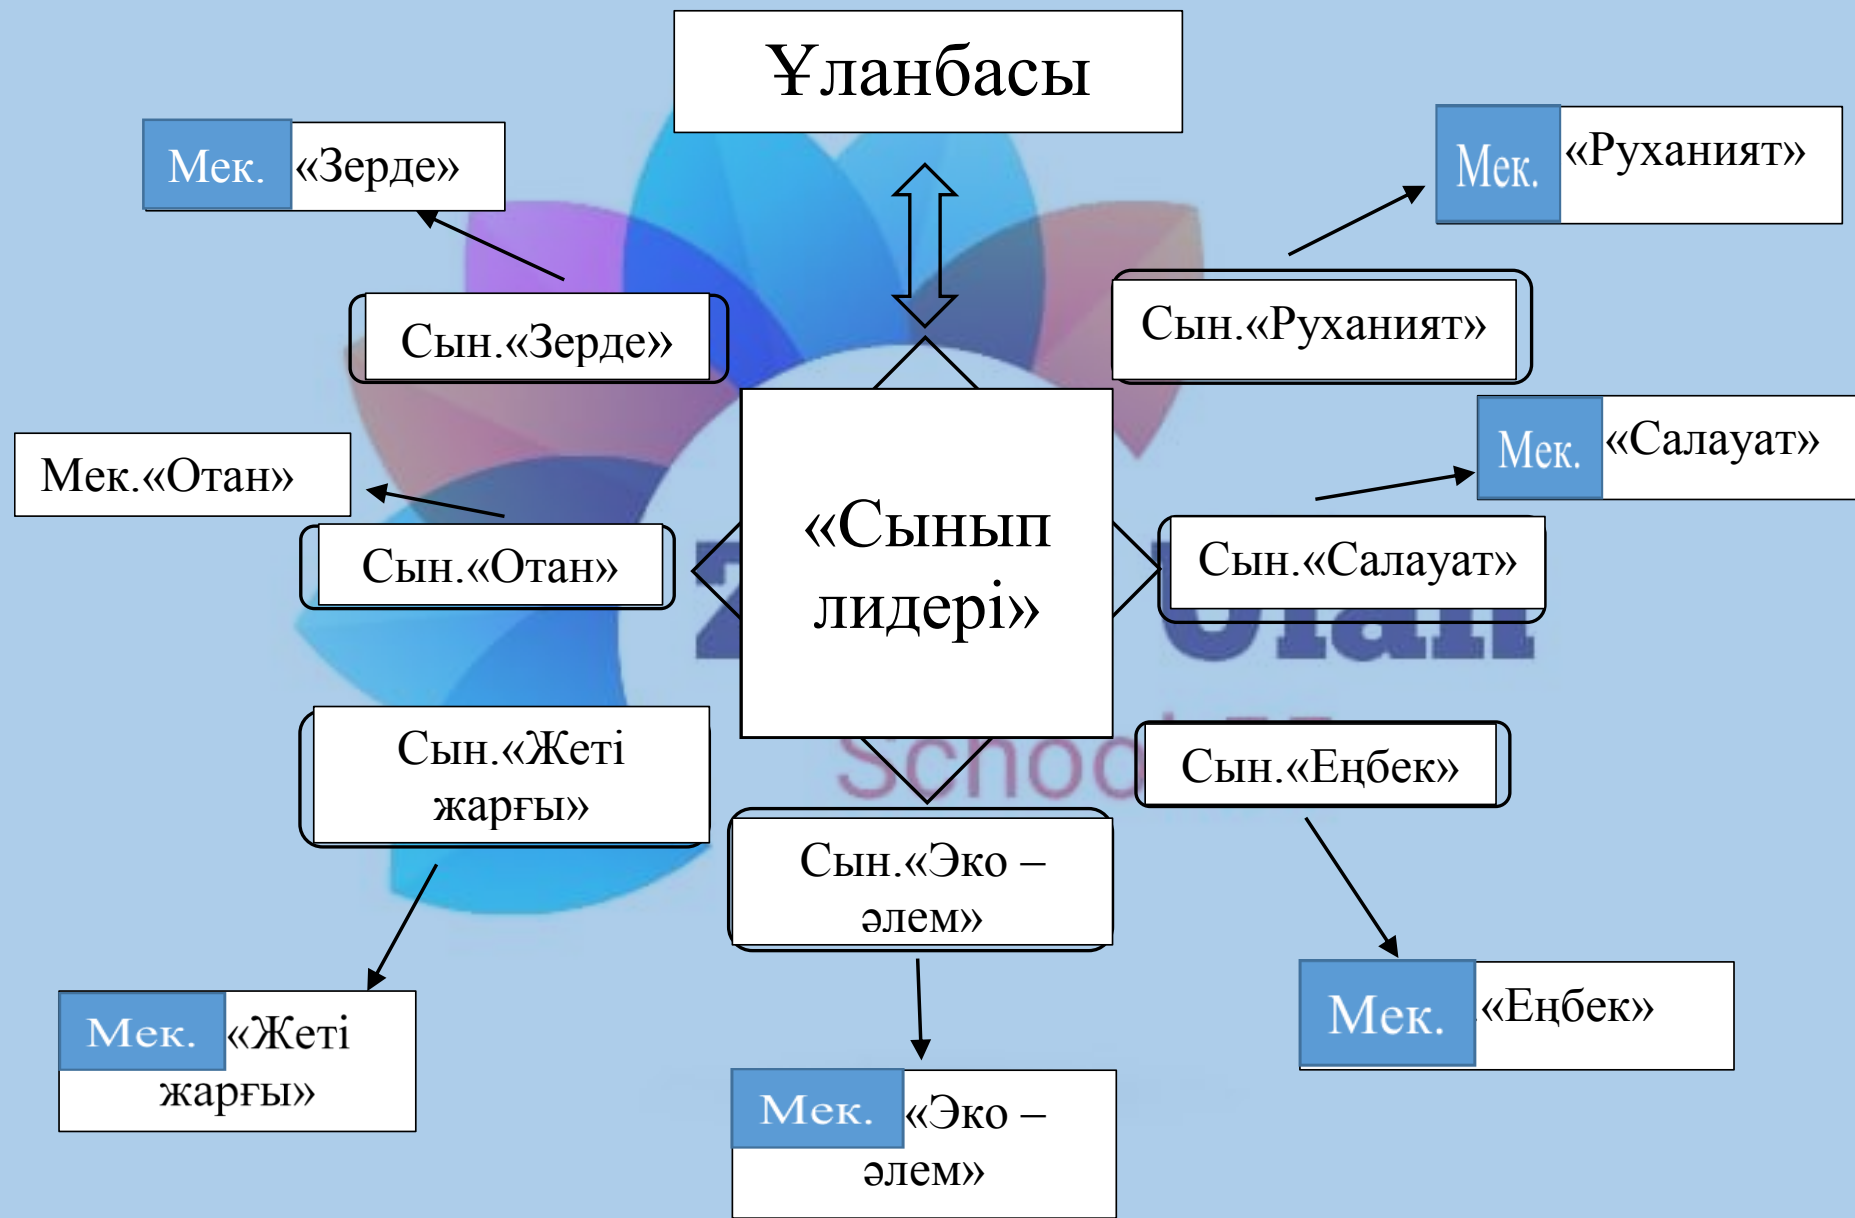 Ұланбасы
Мек. «Зерде»
Мек. «Руханият»
Сын.«Зерде»
Сын.«Руханият»
Мек.«Отан»
Мек. «Салауат»
«Сынып
лидері»
Сын.«Отан»
Сын.«Салауат»
Сын.«Жеті
жарғы»
Сын.«Еңбек»
School
Сын.«Эко –
әлем»
Мек. «Жеті
жарғы»
Мек. .«Еңбек»
Мек. «Эко –
әлем»